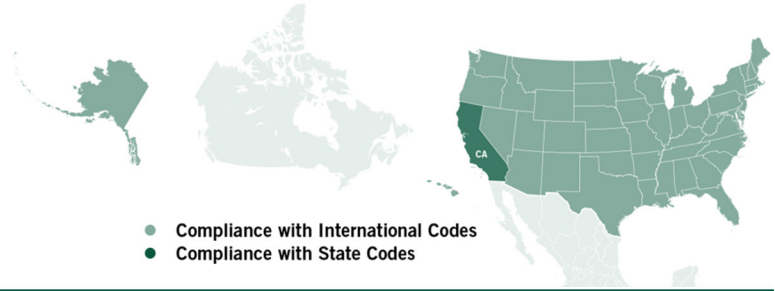 CA
Compliance with International Codes
Compliance with State Codes